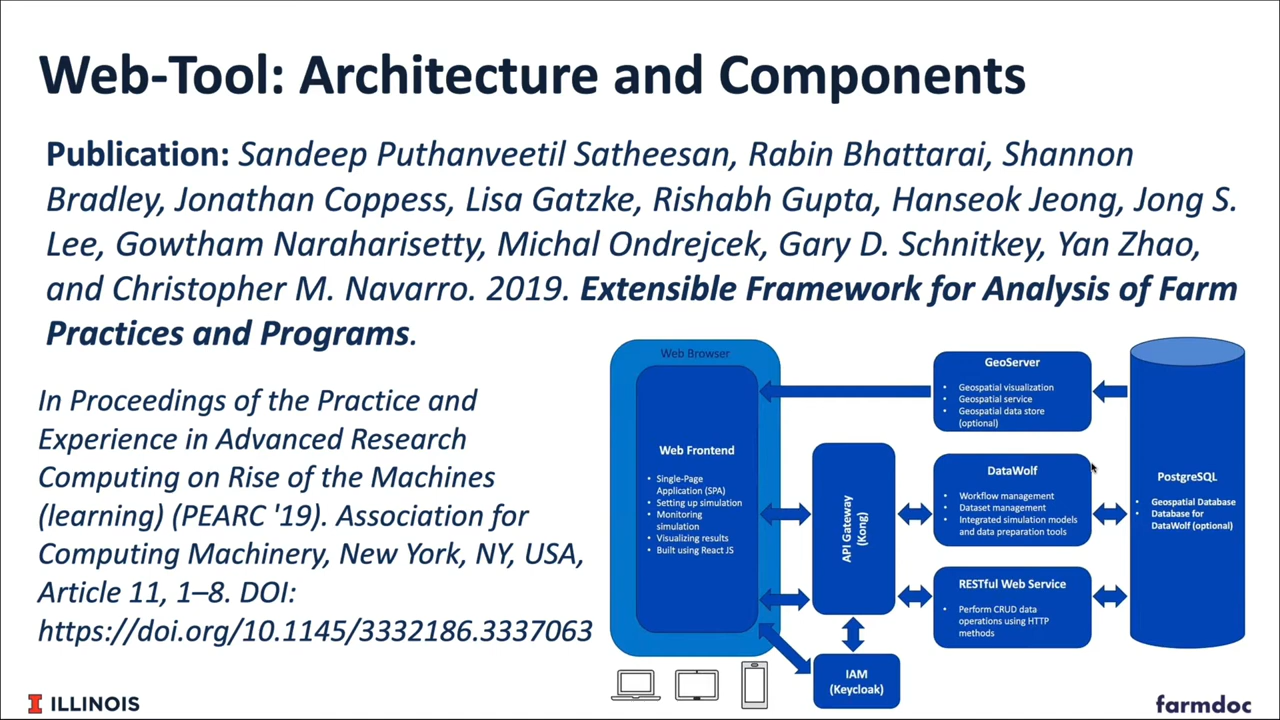 Web-Tool: Architecture and Components
Publication: Sandeep Puthanveetil Satheesan, Rabin Bhattarai, Shannon
Bradley, Jonathan Coppess, Lisa Gatzke, Rishabh Gupta, Hanseok Jeong, Jong S.
Lee, Gowtham Naraharisetty, Michal Ondrejcek, Gary D. Schnitkey, Yan Zhao,
and Christopher M. Navarro. 2019. Extensible Framework for Analysis of Farm
Practices and Programs.
In Proceedings of the Practice and
Experience in Advanced Research
Computing on Rise of the Machines
(learning) (PEARC '19). Association for
Computing Machinery, New York, NY, USA,
Article 11, 1–8. DOI:
https://doi.org/10.1145/3332186.3337063
Web Browser
Web Frontend
• Single-Page
Application (SPA)
• Setting up simulation
• Monitoring
simulation
• Visualizing results
• Built using React JS
API Gateway
(Kong)
IAM
(Keycloak)
GeoServer
• Geospatial visualization
• Geospatial service
• Geospatial data store
(optional)
DataWolf
• Workflow management
• Dataset management
• Integrated simulation models
and data preparation tools
RESTful Web Service
• Perform CRUD data
operations using HTTP
methods
PostgreSQL
• Geospatial Database
• Database for
DataWolf (optional)
I ILLINOIS
farmdoc